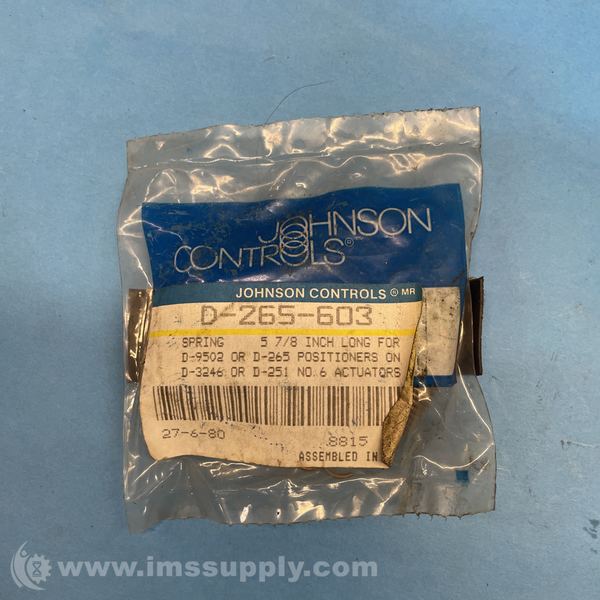 JOHNSON
CONTROLS®
JOHNSON CONTROLS ® MR
D-265-603
SPRING 5 7/8 INCH LONG FOR
D-9502 OR D-265 POSITIONERS ON
D-3246 OR D-251 NO.6 ACTUATORS
27-6-80 8815
ASSEMBLED IN
www.imssupply.com